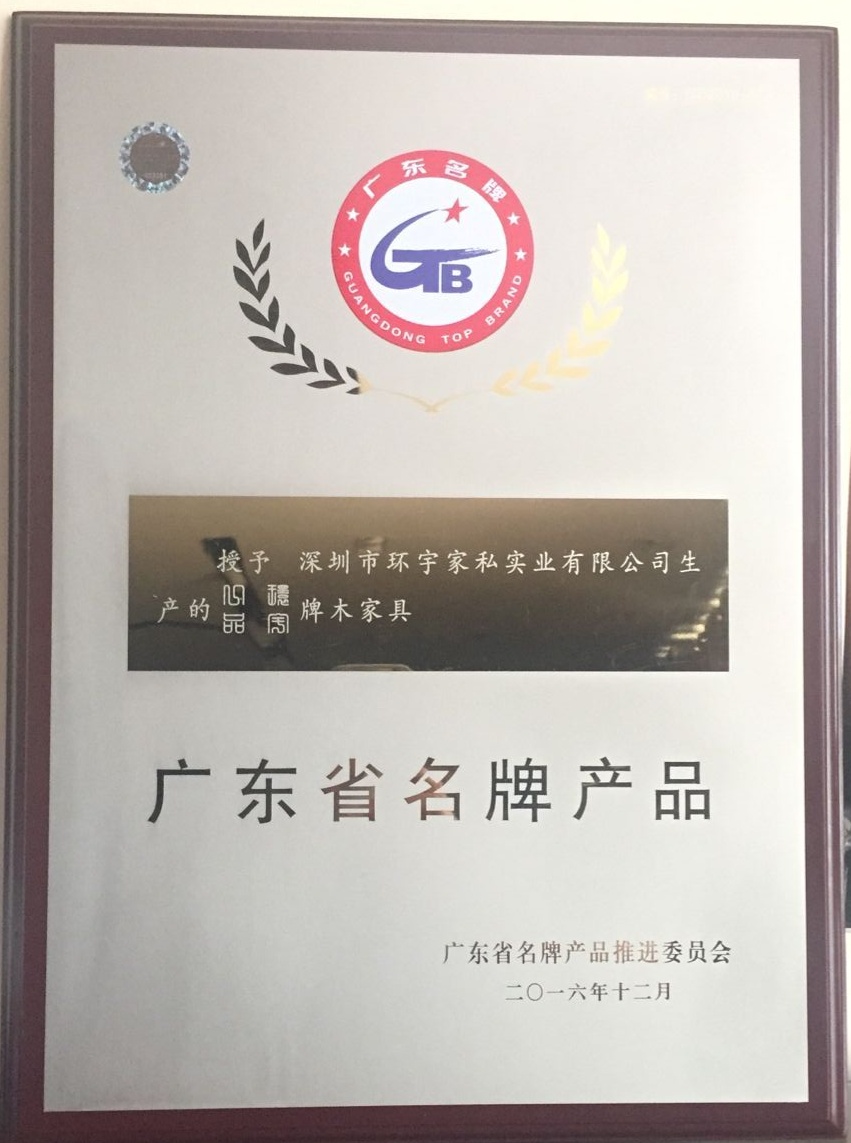 广东名牌
GTB
GUANGDONG TOP BRAND
授予 深圳市环宇家私实业有限公司生
产的 牌木家具
广东省名牌产品
广东省名牌产品推进委员会
二〇一六年十二月